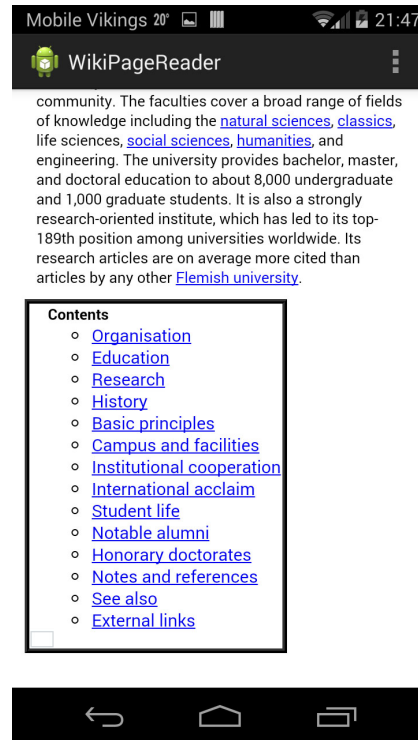 Mobile Vikings 20° 21:47
WikiPageReader
community. The faculties cover a broad range of fields
of knowledge including the natural sciences, classics,
life sciences, social sciences, humanities, and
engineering. The university provides bachelor, master,
and doctoral education to about 8,000 undergraduate
and 1,000 graduate students. It is also a strongly
research-oriented institute, which has led to its top-
189th position among universities worldwide. Its
research articles are on average more cited than
articles by any other Flemish university.
Contents
Organisation
Education
Research
History
Basic principles
Campus and facilities
Institutional cooperation
International acclaim
Student life
Notable alumni
Honorary doctorates
Notes and references
See also
External links